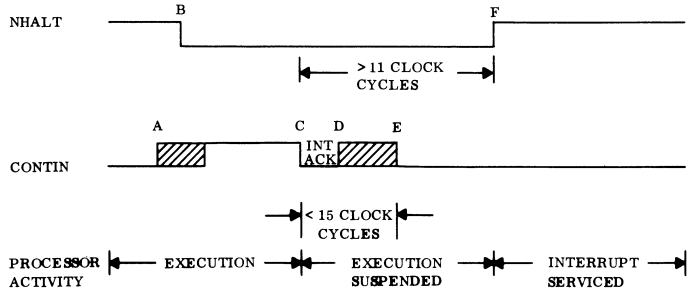 B
F
NHALT
>11 CLOCK
CYCLES
A
C
D
E
INT
ACK
CONTIN
< 15 CLOCK
CYCLES
PROCESSOR
ACTIVITY
EXECUTION
EXECUTION
SUSPENDED
INTERRUPT
SERVICED